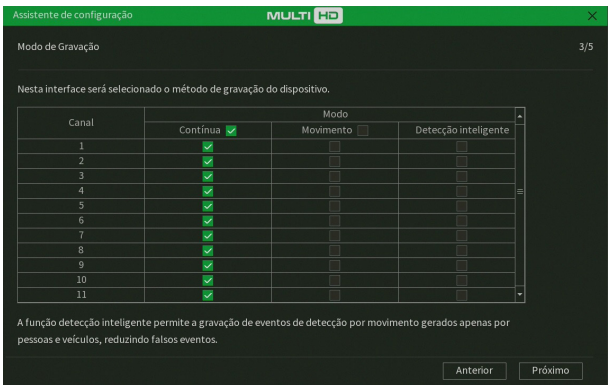 Assistente de configuração
MULTI HD
Modo de Gravação
3/5
Nesta interface será selecionado o método de gravação do dispositivo.
Canal
Modo
Contínua
Movimento
Detecção inteligente
1
2
3
4
5
6
7
8
9
10
11
A função detecção inteligente permite a gravação de eventos de detecção por movimento gerados apenas por
pessoas e veículos, reduzindo falsos eventos.
Anterior
Próximo